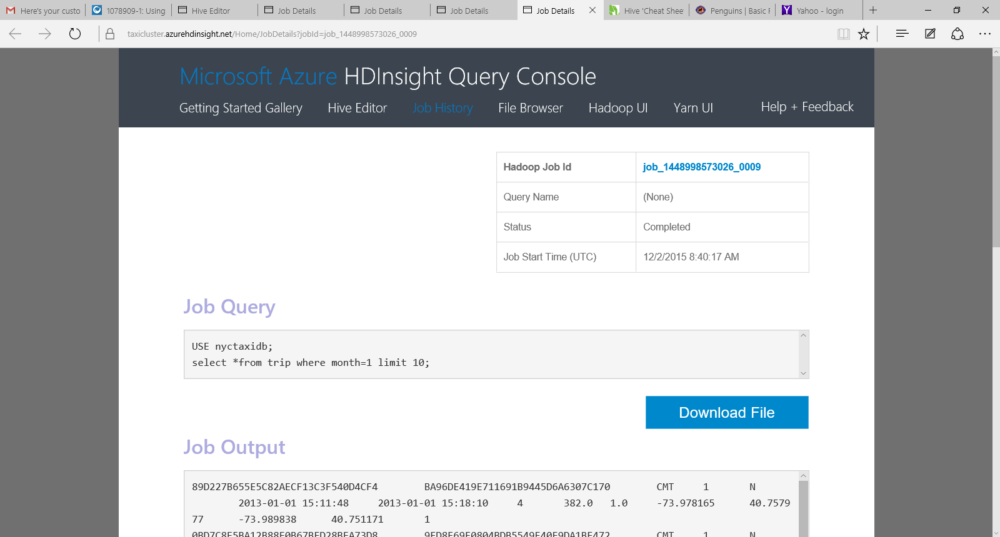 Here's your custo
1078909-1: Using
Hive Editor
Job Details
Job Details
Job Details
Job Details
Hive 'Cheat Shee
Penguins | Basic
Yahoo - login
taxicluster.azurehdinsight.net/Home/JobDetails?jobId=job_1448998573026_0009
Microsoft Azure HDInsight Query Console
Getting Started Gallery Hive Editor Job History File Browser Hadoop UI Yarn UI Help + Feedback
Hadoop Job Id job_1448998573026_0009
Query Name (None)
Status Completed
Job Start Time (UTC) 12/2/2015 8:40:17 AM
Job Query
USE nyctaxidb;
select *from trip where month=1 limit 10;
Download File
Job Output
89D227B655E5C82AECF13C3F540D4CF4 BA96DE419E711691B9445D6A6307C170 CMT 1 N
2013-01-01 15:11:48 2013-01-01 15:18:10 4 382.0 1.0 -73.978165 40.7579
77 -73.989838 40.751171 1
0BD7C8F5BA12B88E0B67BED28BEA73D8 9FD8F69F0804BDB5549F40E9DA1BE472 CMT 1 N